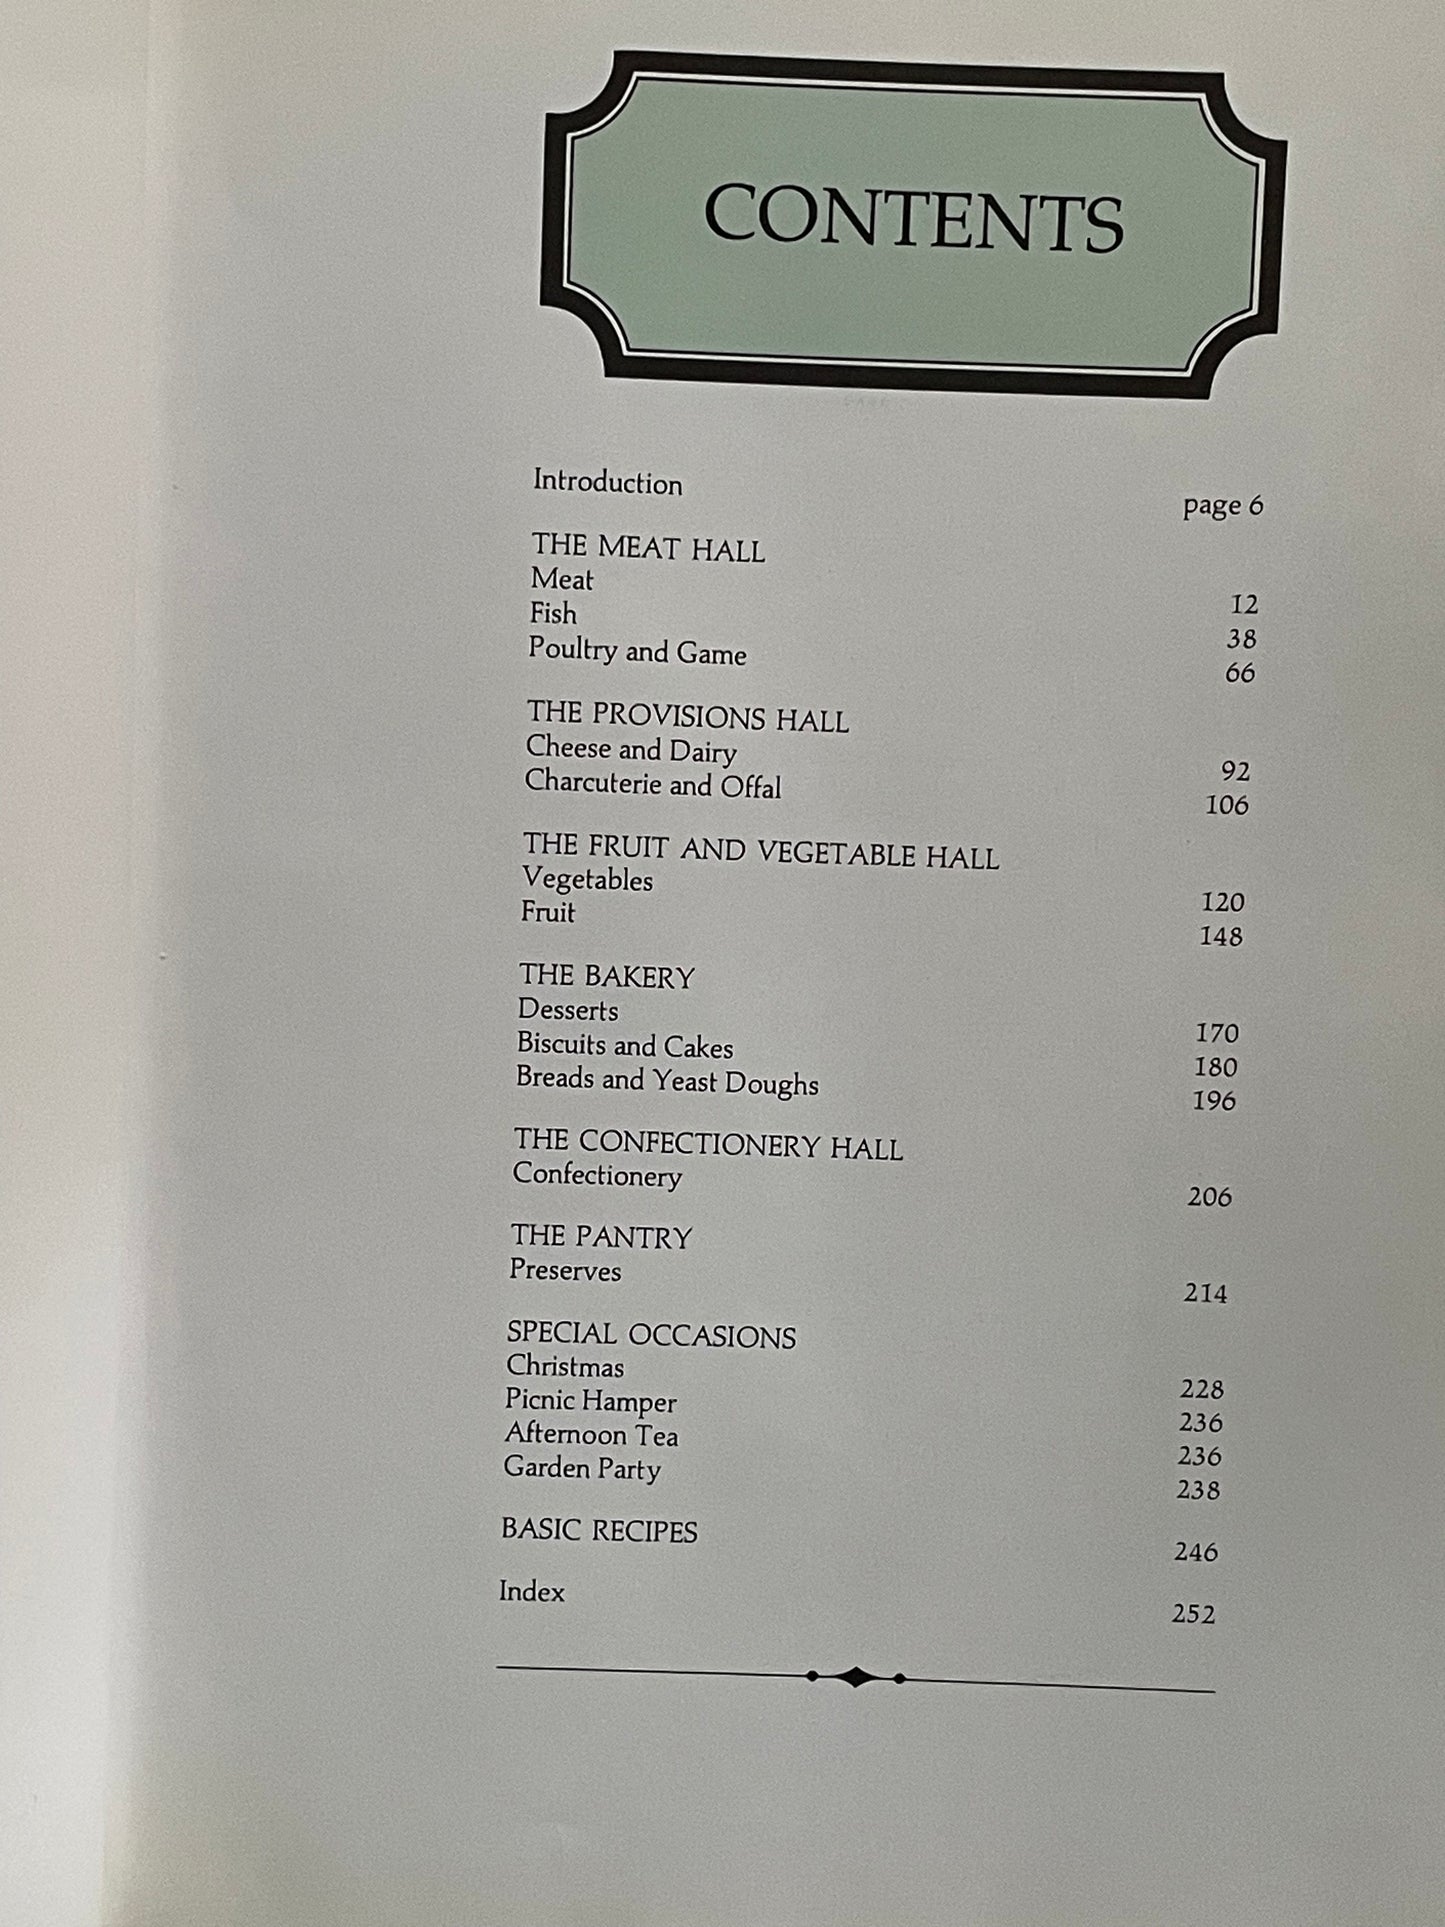 CONTENTS
Introduction page 6
THE MEAT HALL
Meat 12
Fish 38
Poultry and Game 66
THE PROVISIONS HALL
Cheese and Dairy 92
Charcuterie and Offal 106
THE FRUIT AND VEGETABLE HALL
Vegetables 120
Fruit 148
THE BAKERY
Desserts 170
Biscuits and Cakes 180
Breads and Yeast Doughs 196
THE CONFECTIONERY HALL
Confectionery 206
THE PANTRY
Preserves 214
SPECIAL OCCASIONS
Christmas 228
Picnic Hamper 236
Afternoon Tea 236
Garden Party 238
BASIC RECIPES 246
Index 252